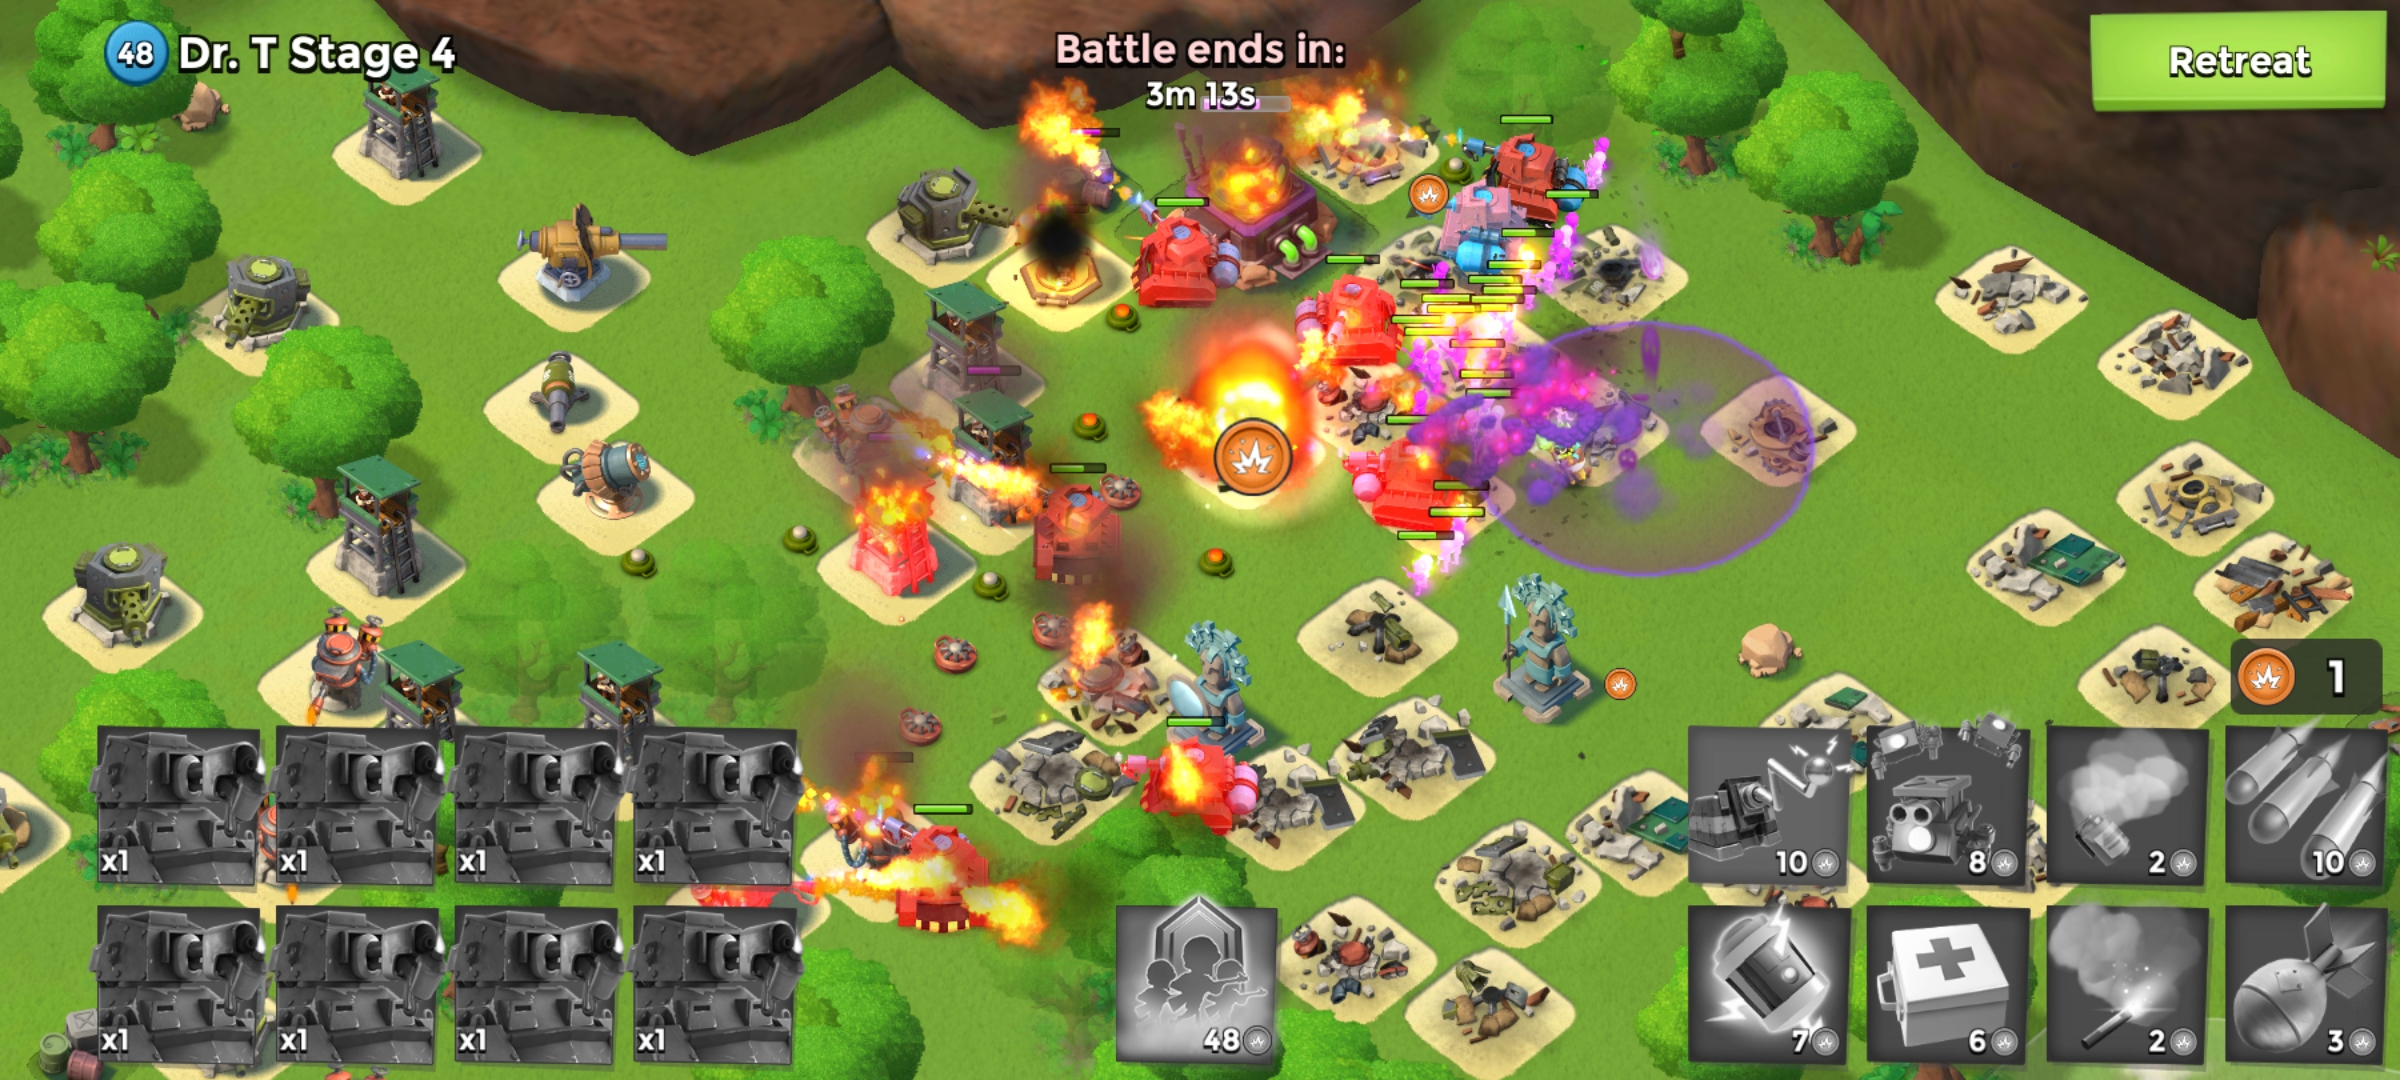 48 Dr. T Stage 4
Battle ends in:
3m 13s
Retreat
1
x1 x1 x1 x1
10 8 2 10
x1 x1 x1 x1
48
7 6 2 3